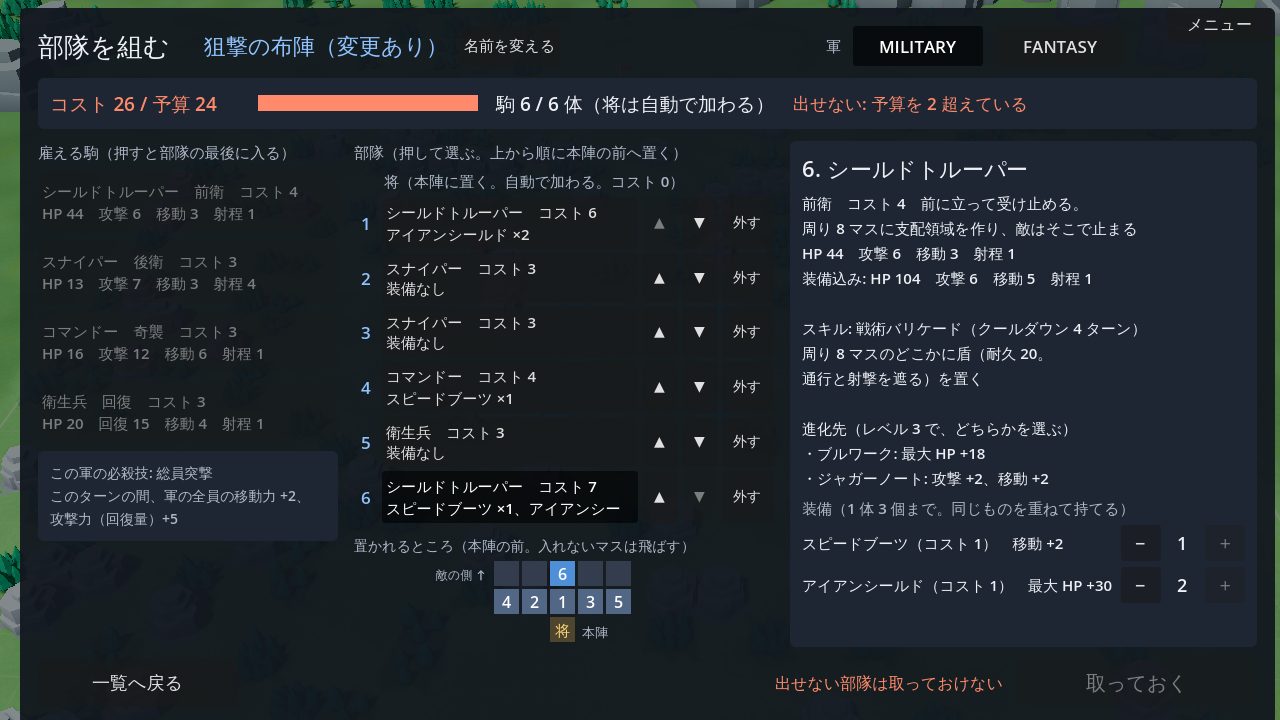 メニュー
部隊を組む 狙撃の布陣（変更あり） 名前を変える 軍 MILITARY FANTASY
コスト 26 / 予算 24 駒 6 / 6 体（将は自動で加わる） 出せない: 予算を 2 超えている
雇える駒（押すと部隊の最後に入る）
シールドトルーパー　前衛　コスト 4
HP 44　攻撃 6　移動 3　射程 1
スナイパー　後衛　コスト 3
HP 13　攻撃 7　移動 3　射程 4
コマンドー　奇襲　コスト 3
HP 16　攻撃 12　移動 6　射程 1
衛生兵　回復　コスト 3
HP 20　回復 15　移動 4　射程 1
この軍の必殺技: 総員突撃
このターンの間、軍の全員の移動力 +2、
攻撃力（回復量）+5
部隊（押して選ぶ。上から順に本陣の前へ置く）
将（本陣に置く。自動で加わる。コスト 0）
1 シールドトルーパー　コスト 6
アイアンシールド ×2
▲ ▼ 外す
2 スナイパー　コスト 3
装備なし
▲ ▼ 外す
3 スナイパー　コスト 3
装備なし
▲ ▼ 外す
4 コマンドー　コスト 4
スピードブーツ ×1
▲ ▼ 外す
5 衛生兵　コスト 3
装備なし
▲ ▼ 外す
6 シールドトルーパー　コスト 7
スピードブーツ ×1、アイアンシー
▲ ▼ 外す
置かれるところ（本陣の前。入れないマスは飛ばす）
敵の側 ↑ 6
4 2 1 3 5
将 本陣
6. シールドトルーパー
前衛　コスト 4　前に立って受け止める。
周り 8 マスに支配領域を作り、敵はそこで止まる
HP 44　攻撃 6　移動 3　射程 1
装備込み: HP 104　攻撃 6　移動 5　射程 1
スキル: 戦術バリケード（クールダウン 4 ターン）
周り 8 マスのどこかに盾（耐久 20。
通行と射撃を遮る）を置く
進化先（レベル 3 で、どちらかを選ぶ）
・ブルワーク: 最大 HP +18
・ジャガーノート: 攻撃 +2、移動 +2
装備（1 体 3 個まで。同じものを重ねて持てる）
スピードブーツ（コスト 1）　移動 +2 − 1 +
アイアンシールド（コスト 1）　最大 HP +30 − 2 +
一覧へ戻る 出せない部隊は取っておけない 取っておく